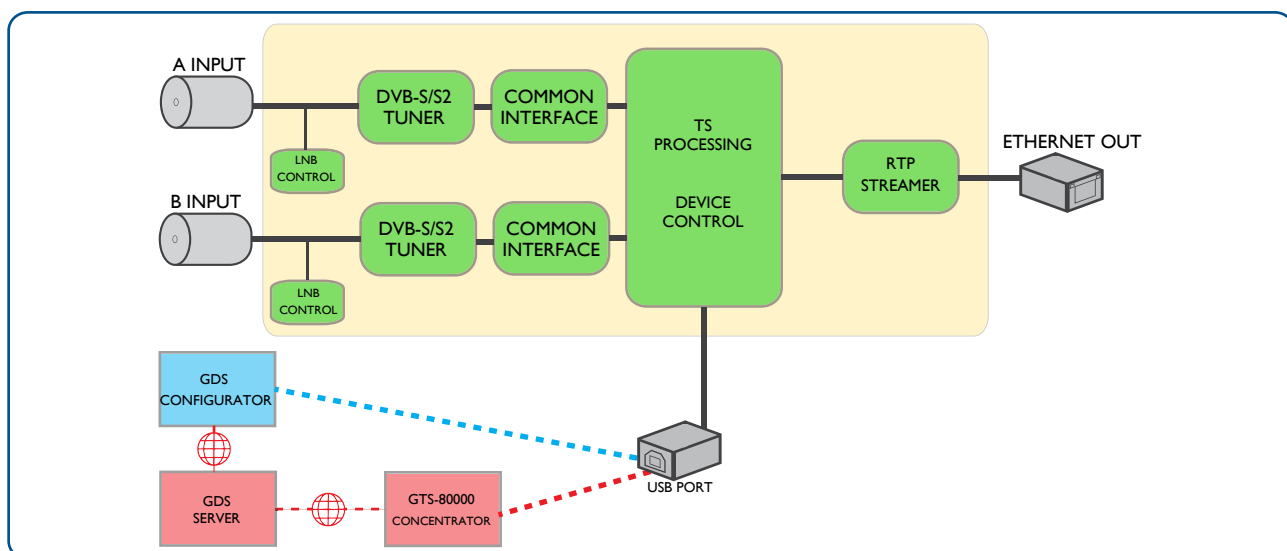 A INPUT
DVB-S/S2
TUNER
COMMON
INTERFACE
LNB
CONTROL
TS
PROCESSING
DEVICE
CONTROL
RTP
STREAMER
ETHERNET OUT
B INPUT
DVB-S/S2
TUNER
COMMON
INTERFACE
LNB
CONTROL
GDS
CONFIGURATOR
GDS
SERVER
GTS-80000
CONCENTRATOR
USB PORT